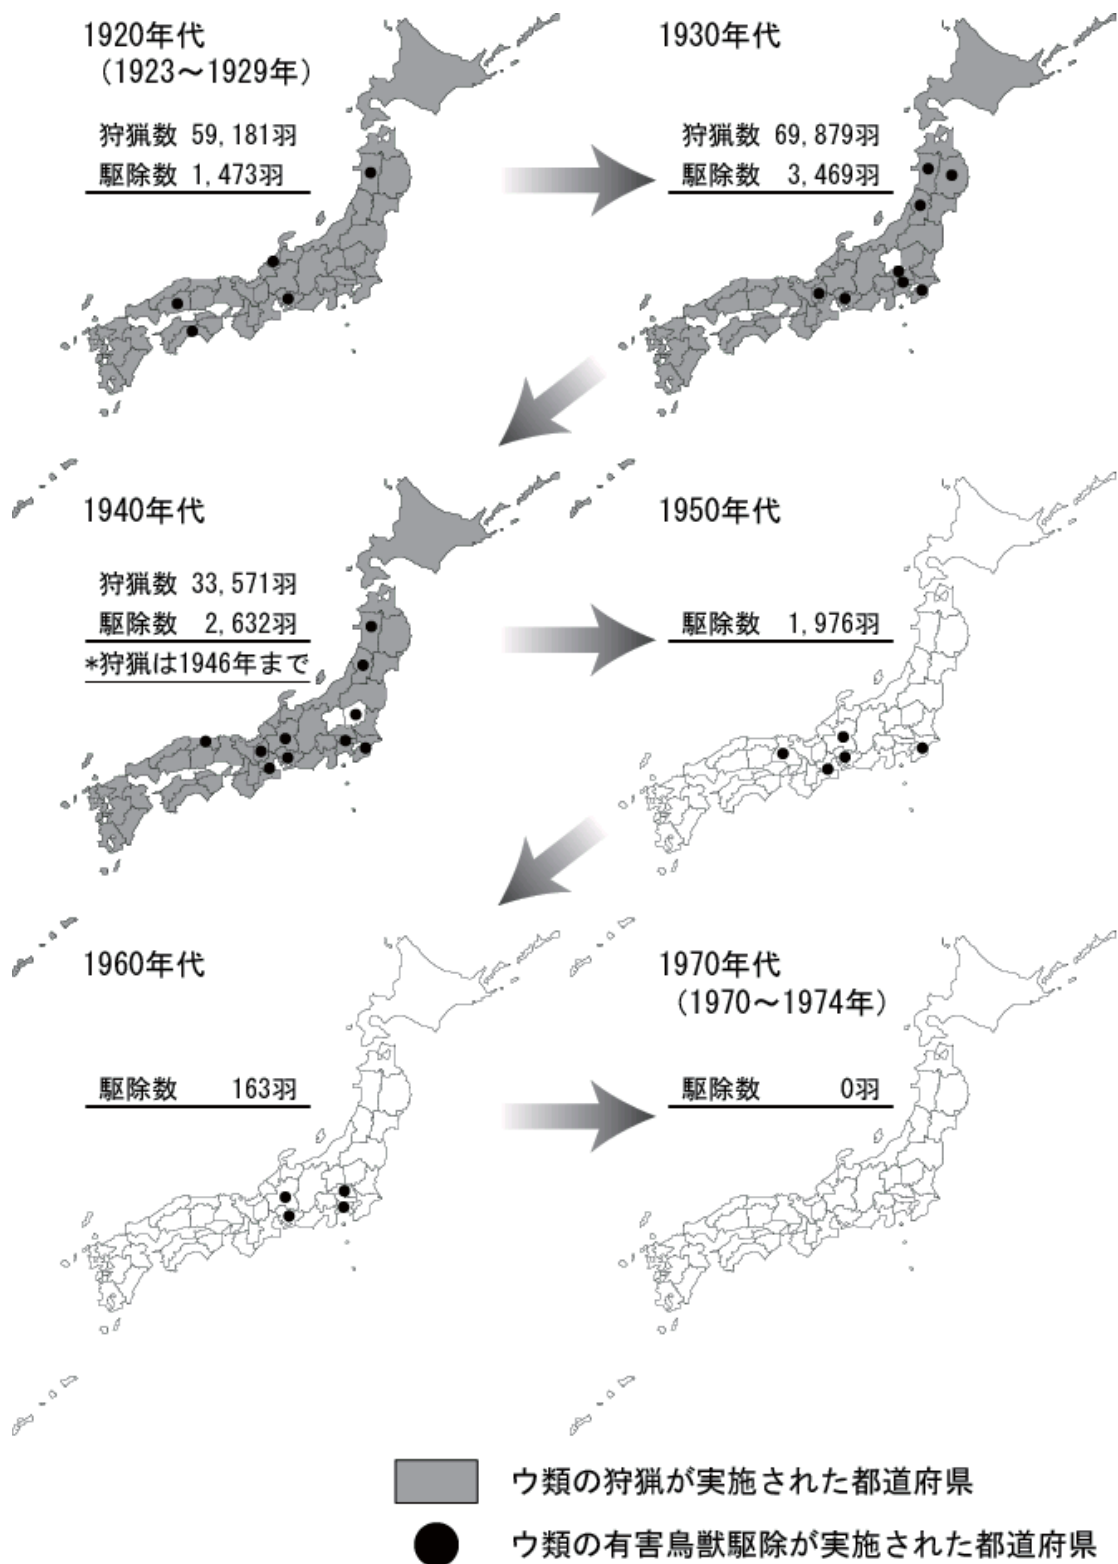 1920年代
（1923～1929年）
狩猟数 59,181羽
駆除数 1,473羽
1930年代
狩猟数 69,879羽
駆除数 3,469羽
1940年代
狩猟数 33,571羽
駆除数 2,632羽
*狩猟は1946年まで
1950年代
駆除数 1,976羽
1960年代
駆除数 163羽
1970年代
（1970～1974年）
駆除数 0羽
ウ類の狩猟が実施された都道府県
ウ類の有害鳥獣駆除が実施された都道府県